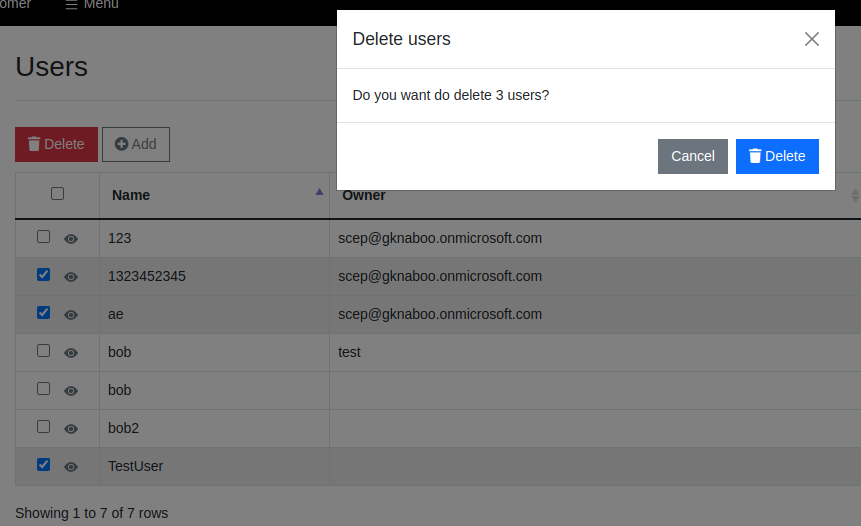 omer Menu
Delete users
Users
Do you want do delete 3 users?
Delete Add
Cancel Delete
Name Owner
123 scep@gknaboo.onmicrosoft.com
1323452345 scep@gknaboo.onmicrosoft.com
ae scep@gknaboo.onmicrosoft.com
bob test
bob
bob2
TestUser
Showing 1 to 7 of 7 rows